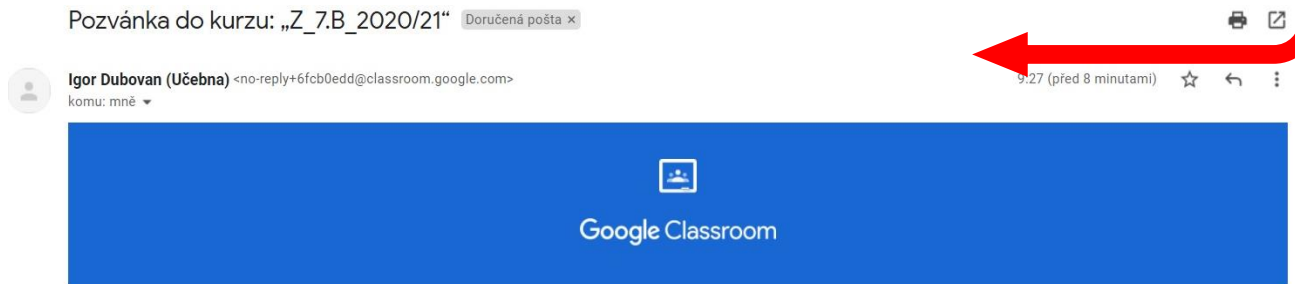 Pozvánka do kurzu: „Z_7.B_2020/21“ Doručená pošta ×
Igor Dubovan (Učebna) <no-reply+6fcb0edd@classroom.google.com> 9:27 (před 8 minutami)
komu: mně
Google Classroom